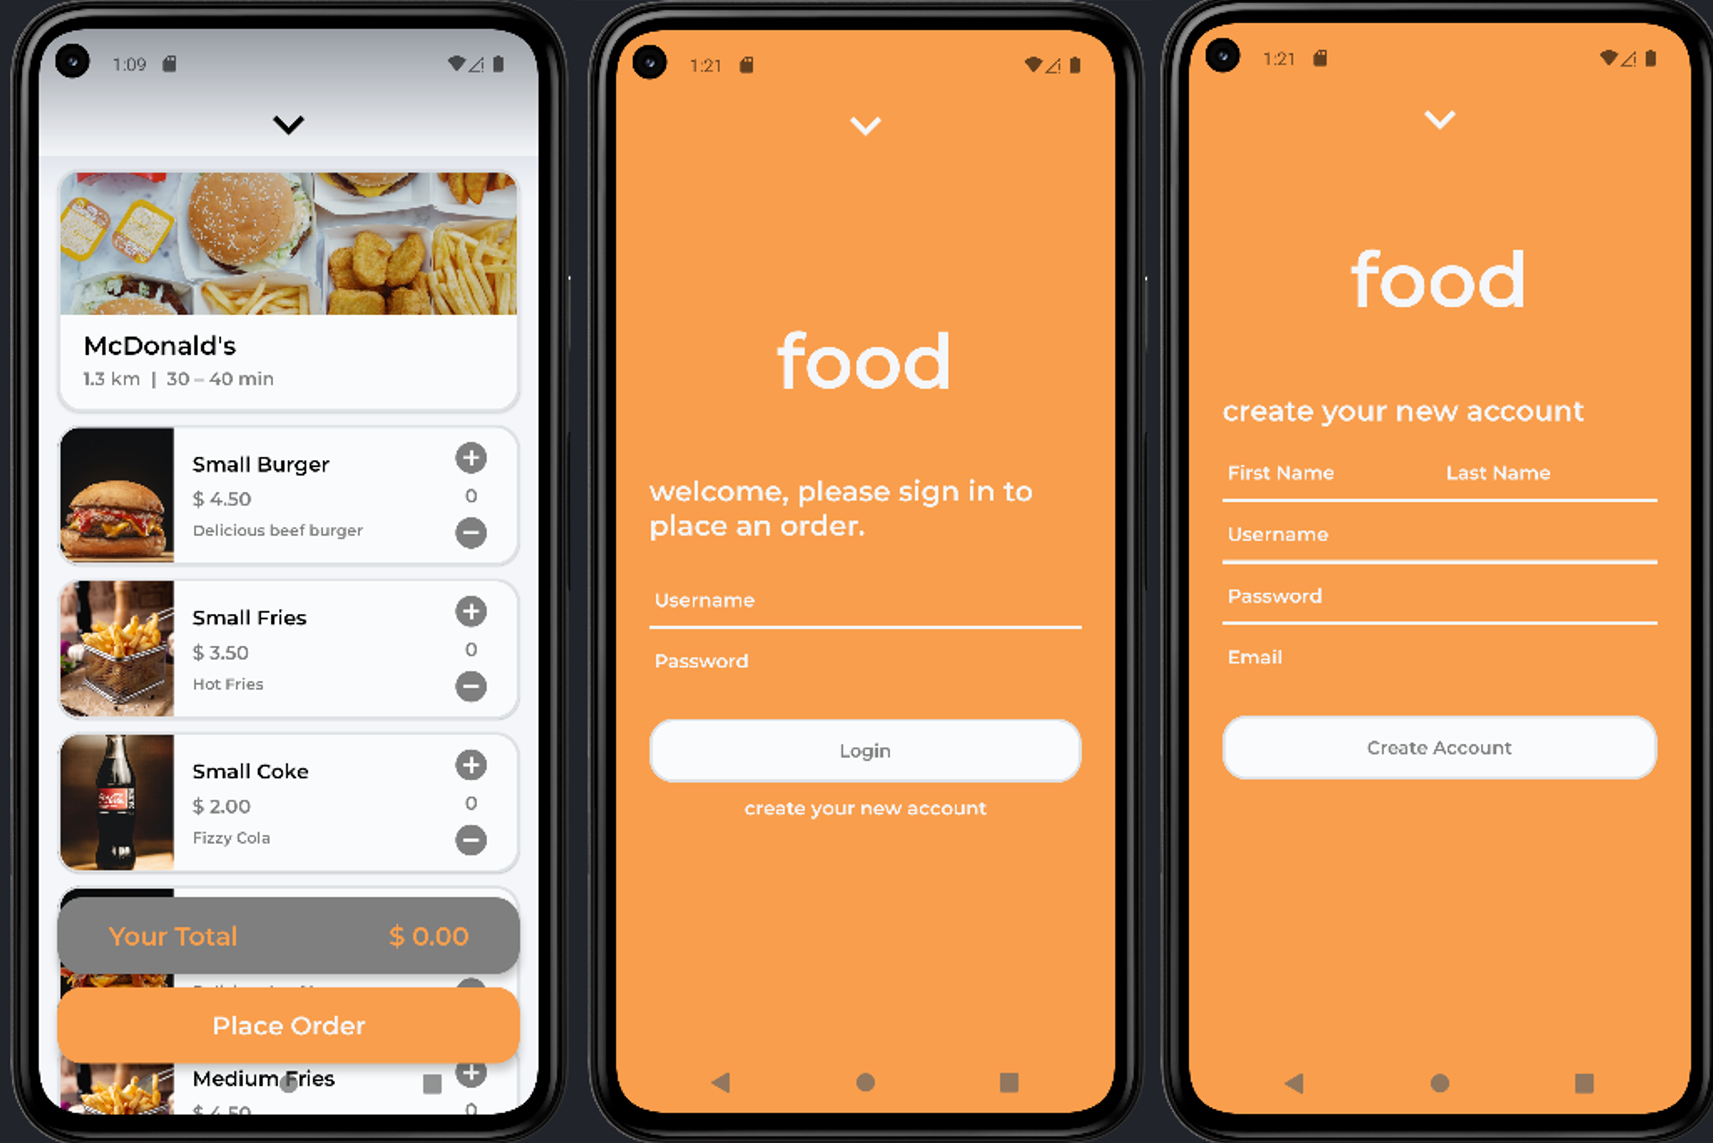 1:09
McDonald's
1.3 km | 30 – 40 min
Small Burger
$ 4.50
0
Delicious beef burger
Small Fries
$ 3.50
0
Hot Fries
Small Coke
$ 2.00
0
Fizzy Cola
Your Total $ 0.00
Place Order
Medium Fries
$ 4.50
0
1:21
food
welcome, please sign in to
place an order.
Username
Password
Login
create your new account
1:21
food
create your new account
First Name Last Name
Username
Password
Email
Create Account